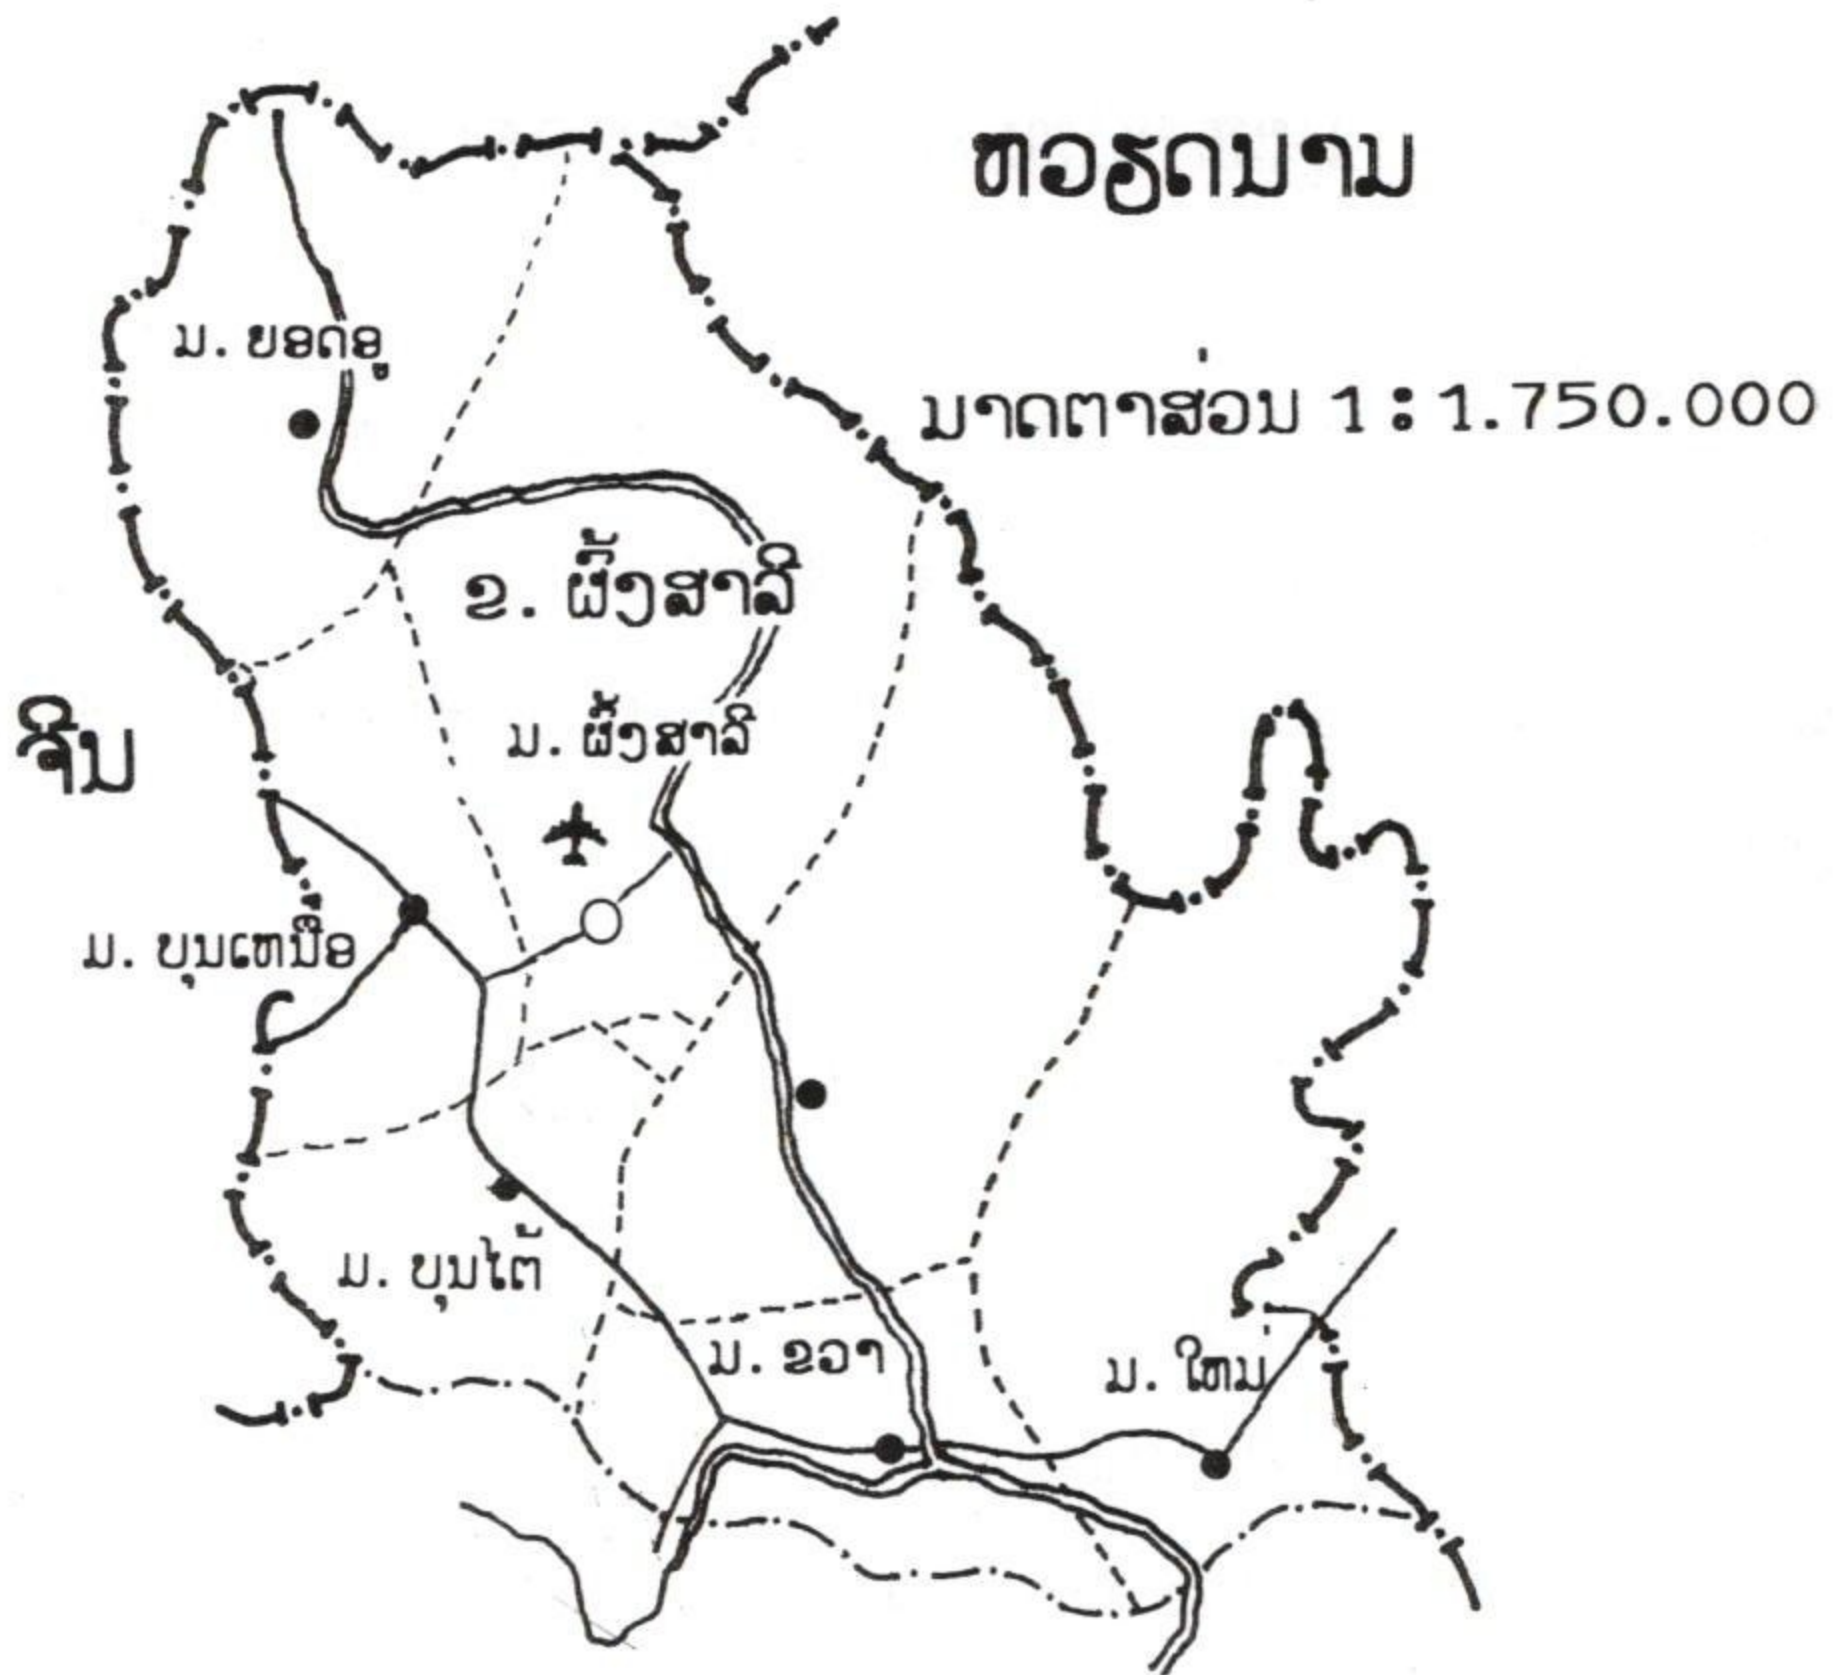 ຫວຽດນາມ
ມ. ຍອດອູ
ມາດຕາສ່ວນ 1 : 1.750.000
ຂ. ຜົ້ງສາລີ
ຈີນ
ມ. ຜົ້ງສາລີ
ມ. ບຸນເຫນືອ
ມ. ບຸນໄຕ້
ມ. ຂວາ
ມ. ໃຫມ່